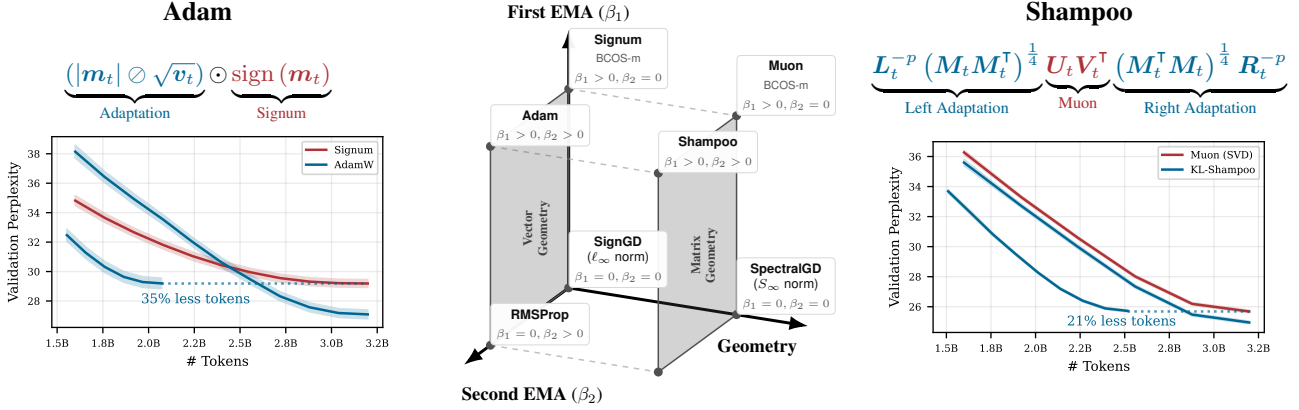 Adam
(|m_t| ⊘ √v_t) ⊙ sign (m_t)
Adaptation
Signum
Validation Perplexity
38
36
34
32
30
28
Signum
AdamW
35% less tokens
1.5B 1.8B 2.0B 2.2B 2.5B 2.8B 3.0B 3.2B
# Tokens
First EMA (β₁)
Signum
BCOS-m
β₁ > 0, β₂ = 0
Muon
BCOS-m
β₁ > 0, β₂ = 0
Adam
β₁ > 0, β₂ > 0
Shampoo
β₁ > 0, β₂ > 0
Vector
Geometry
Matrix
Geometry
SignGD
(ℓ∞ norm)
β₁ = 0, β₂ = 0
SpectralGD
(S∞ norm)
β₁ = 0, β₂ = 0
RMSProp
β₁ = 0, β₂ > 0
Geometry
Second EMA (β₂)
Shampoo
L_t^{-p} (M_t M_t^⊤)^{1/4} U_t V_t^⊤ (M_t^⊤ M_t)^{1/4} R_t^{-p}
Left Adaptation
Muon
Right Adaptation
Validation Perplexity
36
34
32
30
28
26
Muon (SVD)
KL-Shampoo
21% less tokens
1.5B 1.8B 2.0B 2.2B 2.5B 2.8B 3.0B 3.2B
# Tokens